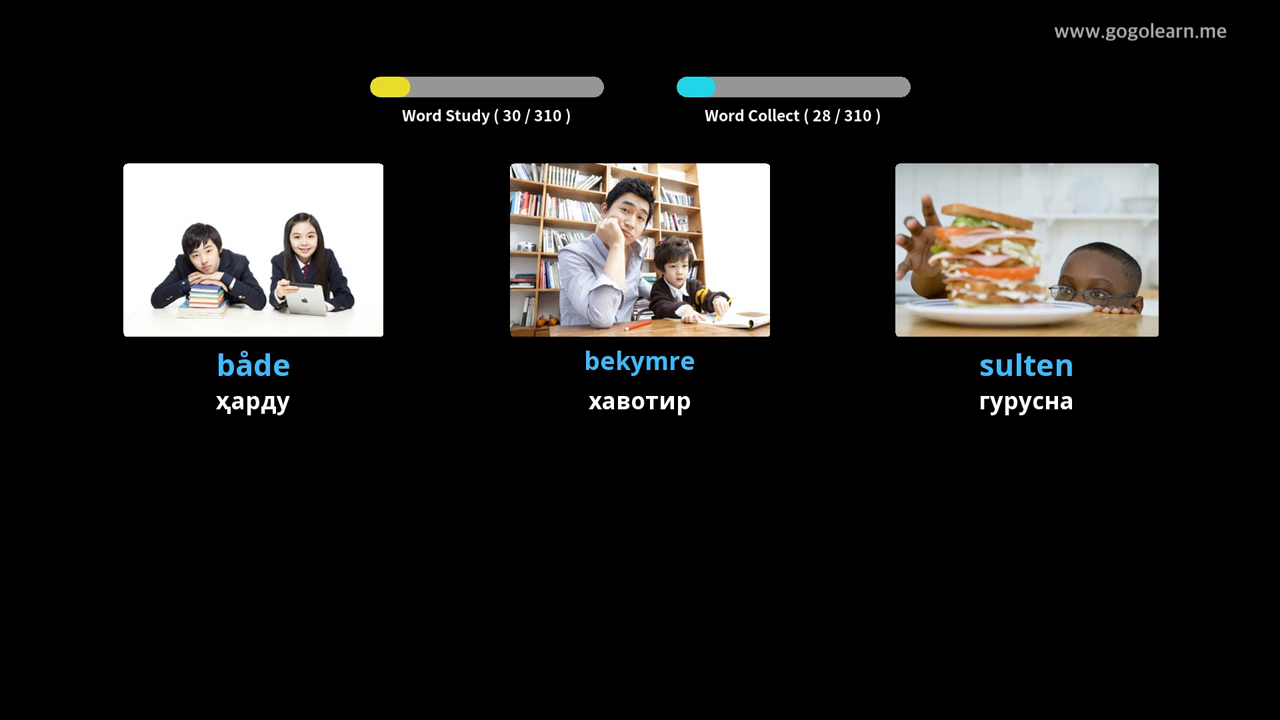 www.gogolearn.me
Word Study ( 30 / 310 )
Word Collect ( 28 / 310 )
både
bekymre
sulten
ҳарду
хавотир
гурусна